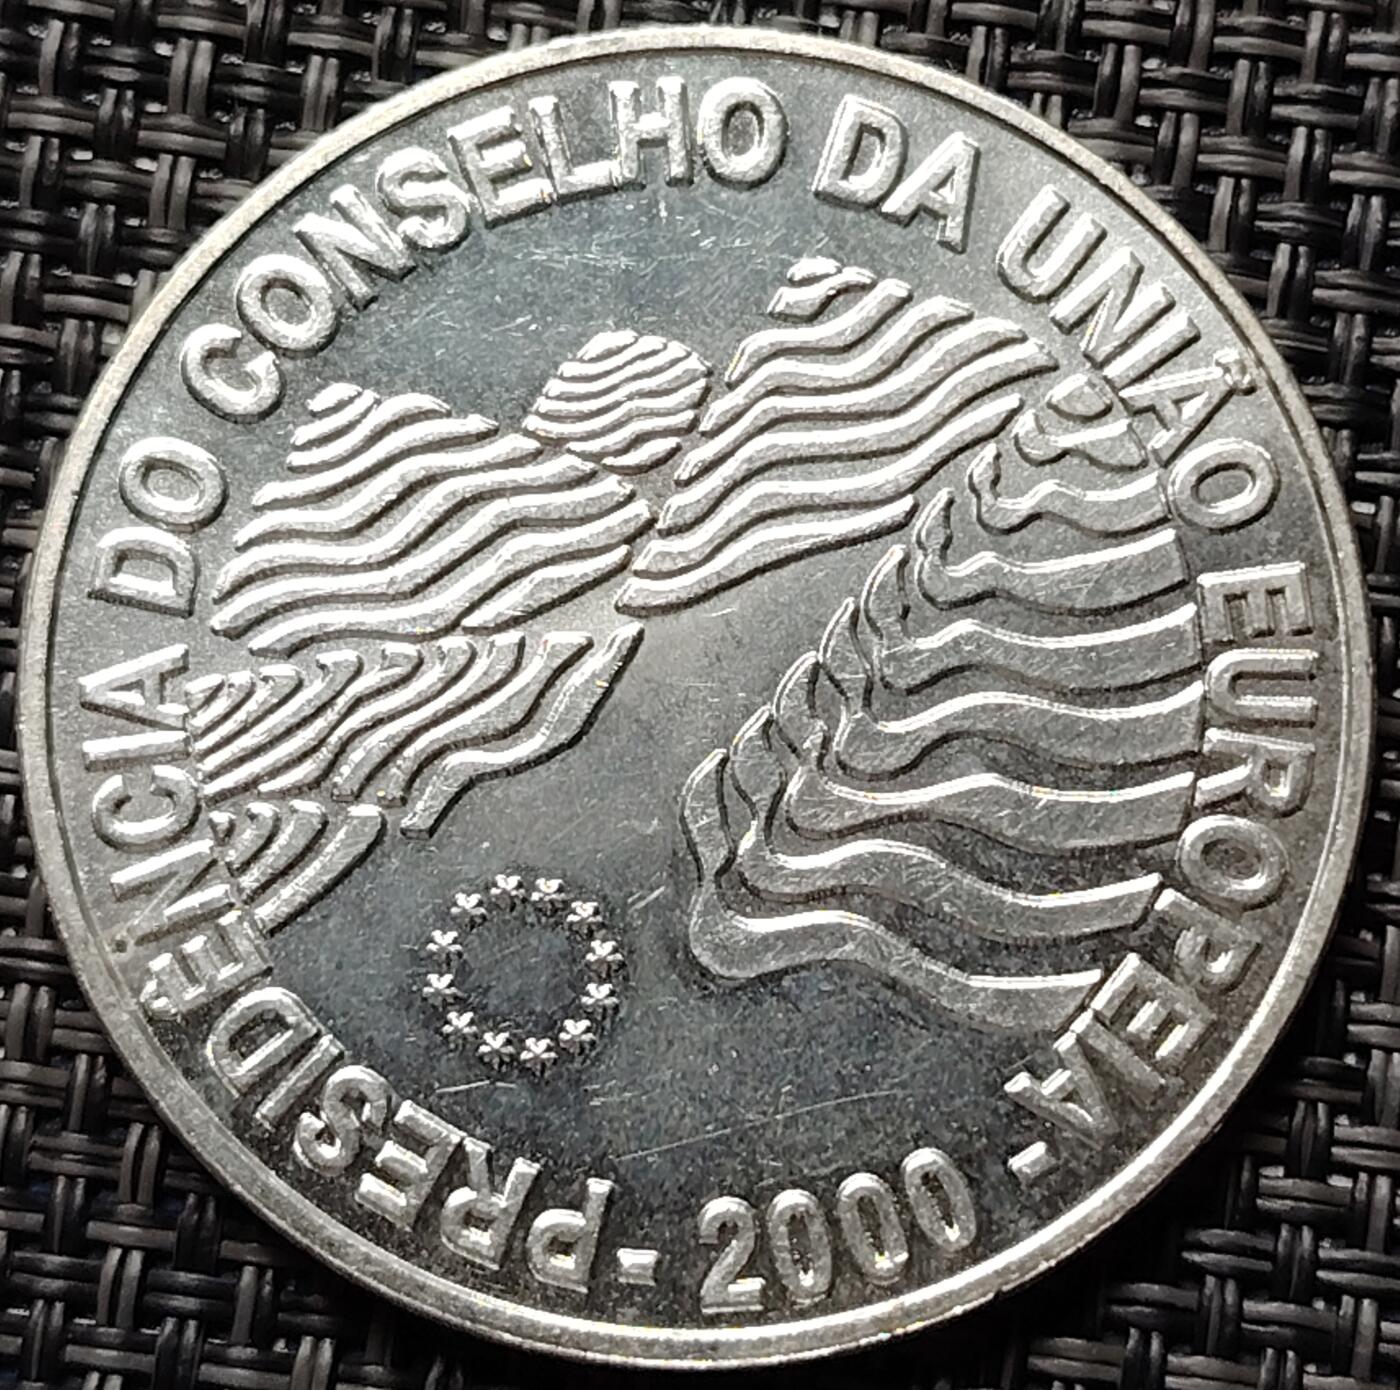 PRESIDÊNCIA DO CONSELHO DA UNIÃO EUROPEIA - 2000 -